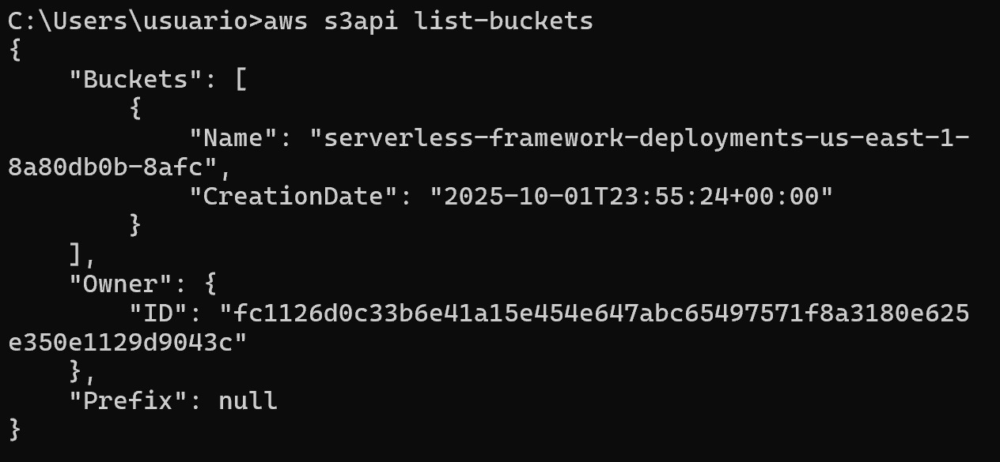 C:\Users\usuario>aws s3api list-buckets
{
    "Buckets": [
        {
            "Name": "serverless-framework-deployments-us-east-1-
8a80db0b-8afc",
            "CreationDate": "2025-10-01T23:55:24+00:00"
        }
    ],
    "Owner": {
        "ID": "fc1126d0c33b6e41a15e454e647abc65497571f8a3180e625
e350e1129d9043c"
    },
    "Prefix": null
}